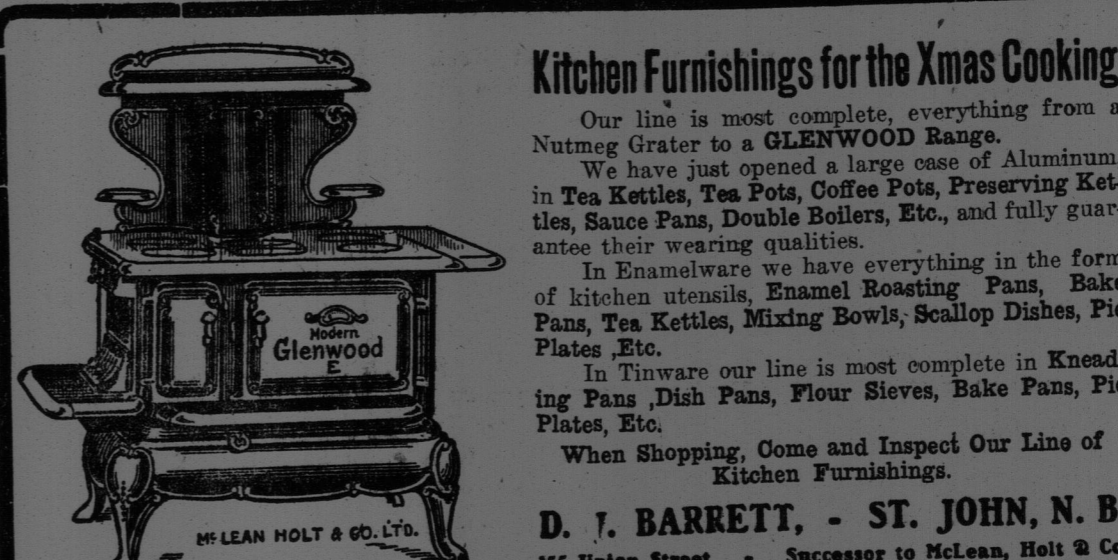 Kitchen Furnishings for the Xmas Cooking
Our line is most complete, everything from a
Nutmeg Grater to a GLENWOOD Range.
We have just opened a large case of Aluminum
in Tea Kettles, Tea Pots, Coffee Pots, Preserving Ket-
tles, Sauce Pans, Double Boilers, Etc., and fully guar-
antee their wearing qualities.
In Enamelware we have everything in the form
of kitchen utensils, Enamel Roasting Pans, Bake
Pans, Tea Kettles, Mixing Bowls, Scallop Dishes, Pie
Plates ,Etc.
In Tinware our line is most complete in Knead
ing Pans ,Dish Pans, Flour Sieves, Bake Pans, Pie
Plates, Etc.
When Shopping, Come and Inspect Our Line of
Kitchen Furnishings.
D. J. BARRETT, - ST. JOHN, N. B
Union Street - Successor to McLean, Holt & C
Modern
Glenwood
E
Mc LEAN HOLT & CO. LTD.